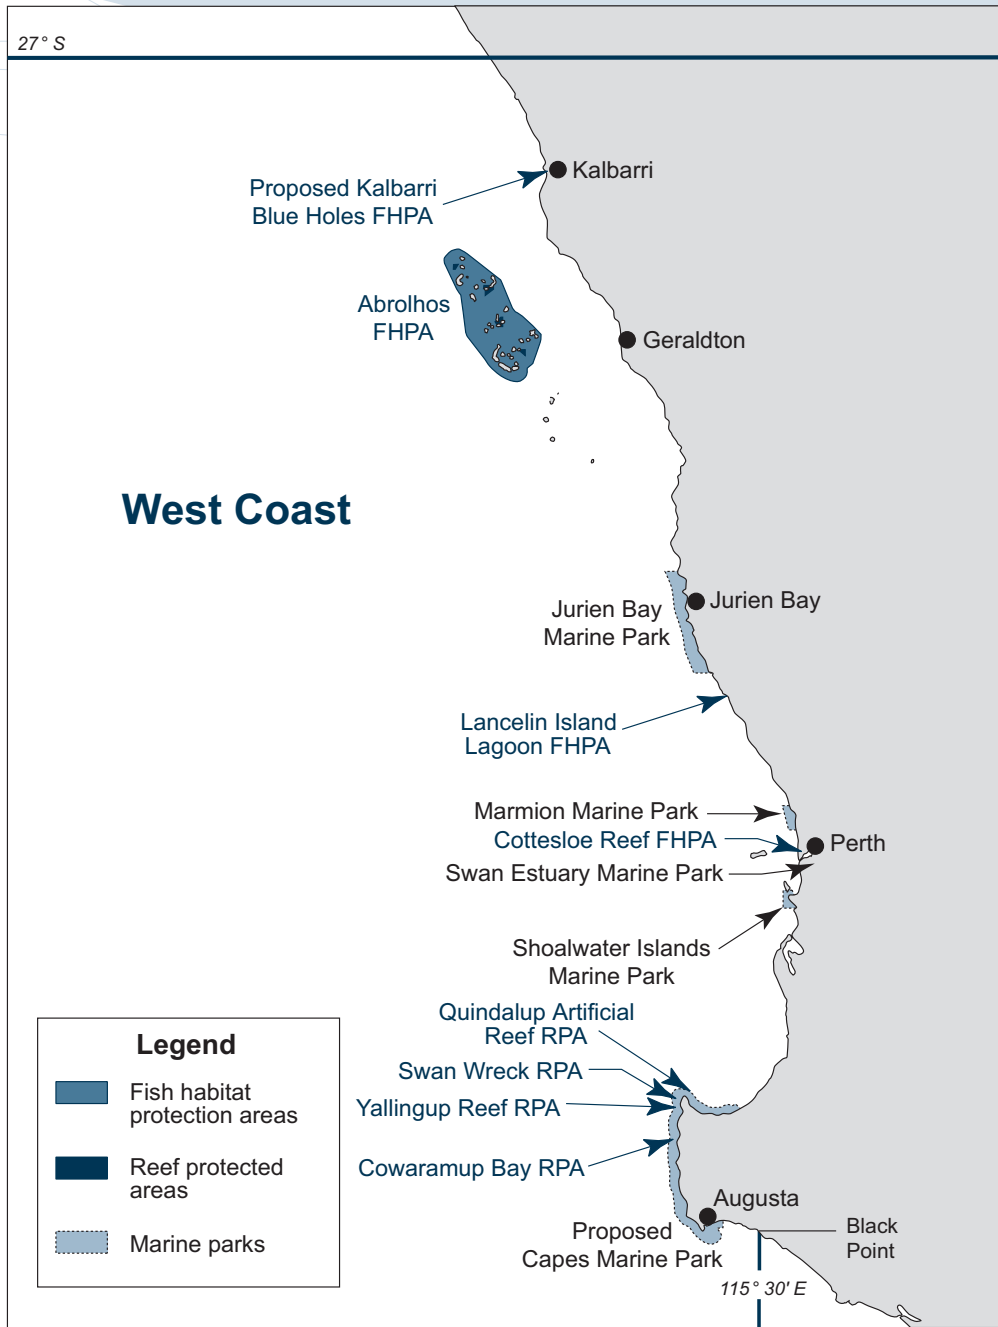 27° S
Kalbarri
Proposed Kalbarri
Blue Holes FHPA
Abrolhos
FHPA
Geraldton
West Coast
Jurien Bay
Jurien Bay
Marine Park
Lancelin Island
Lagoon FHPA
Marmion Marine Park
Cottesloe Reef FHPA
Perth
Swan Estuary Marine Park
Shoalwater Islands
Marine Park
Quindalup Artificial
Reef RPA
Swan Wreck RPA
Yallingup Reef RPA
Cowaramup Bay RPA
Augusta
Proposed
Capes Marine Park
Black
Point
115° 30' E
Legend
Fish habitat
protection areas
Reef protected
areas
Marine parks